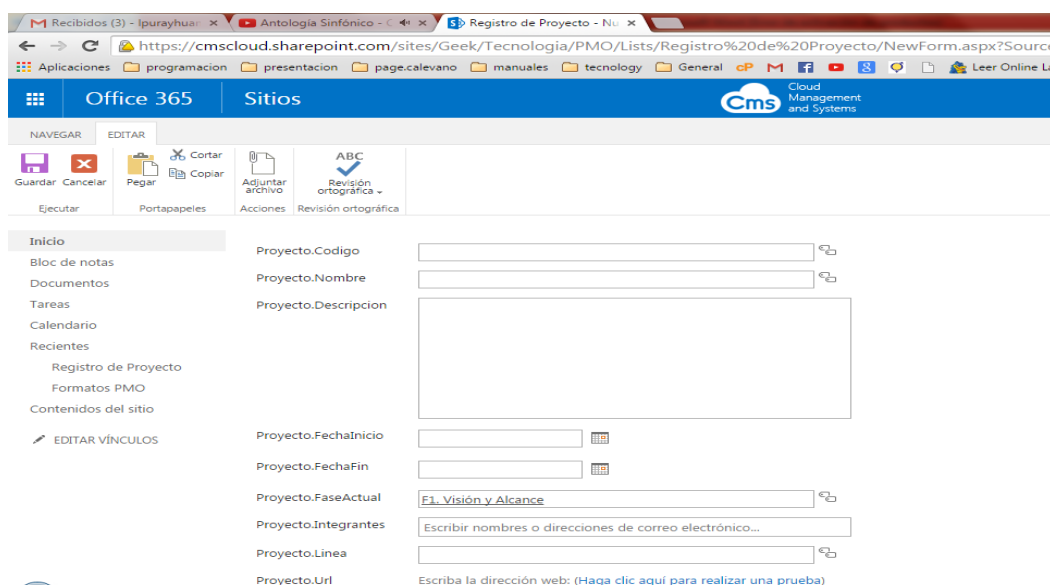 Recibidos (3) - lpurayhuar
Antología Sinfónico - C
Registro de Proyecto - Nu
https://cmscloud.sharepoint.com/sites/Geek/Tecnologia/PMO/Lists/Registro%20de%20Proyecto/NewForm.aspx?Source
Aplicaciones programacion presentacion page.calevano manuales tecnology General cP Leer Online La
Office 365 Sitios
Cms Cloud
Management
and Systems
NAVEGAR EDITAR
Guardar Cancelar Pegar Cortar
Copiar
Adjuntar
archivo
ABC
Revisión
ortográfica
Ejecutar Portapapeles Acciones Revisión ortográfica
Inicio
Bloc de notas
Documentos
Tareas
Calendario
Recientes
Registro de Proyecto
Formatos PMO
Contenidos del sitio
EDITAR VÍNCULOS
Proyecto.Codigo
Proyecto.Nombre
Proyecto.Descripcion
Proyecto.FechaInicio
Proyecto.FechaFin
Proyecto.FaseActual F1. Visión y Alcance
Proyecto.Integrantes Escribir nombres o direcciones de correo electrónico...
Proyecto.Linea
Proyecto.Url Escriba la dirección web: (Haga clic aquí para realizar una prueba)